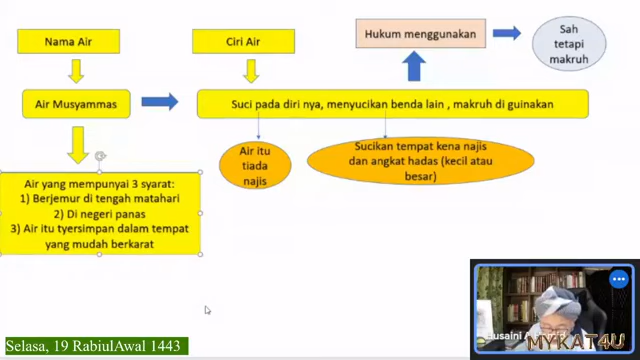 Nama Air
Ciri Air
Hukum menggunakan
Sah
tetapi
makruh
Air Musyammas
Suci pada diri nya, menyucikan benda lain , makruh di guinakan
Air itu
tiada
najis
Sucikan tempat kena najis
dan angkat hadas (kecil atau
besar)
Air yang mempunyai 3 syarat:
1) Berjemur di tengah matahari
2) Di negeri panas
3) Air itu tyersimpan dalam tempat
yang mudah berkarat
Selasa, 19 RabiulAwal 1443
MYKAT4U